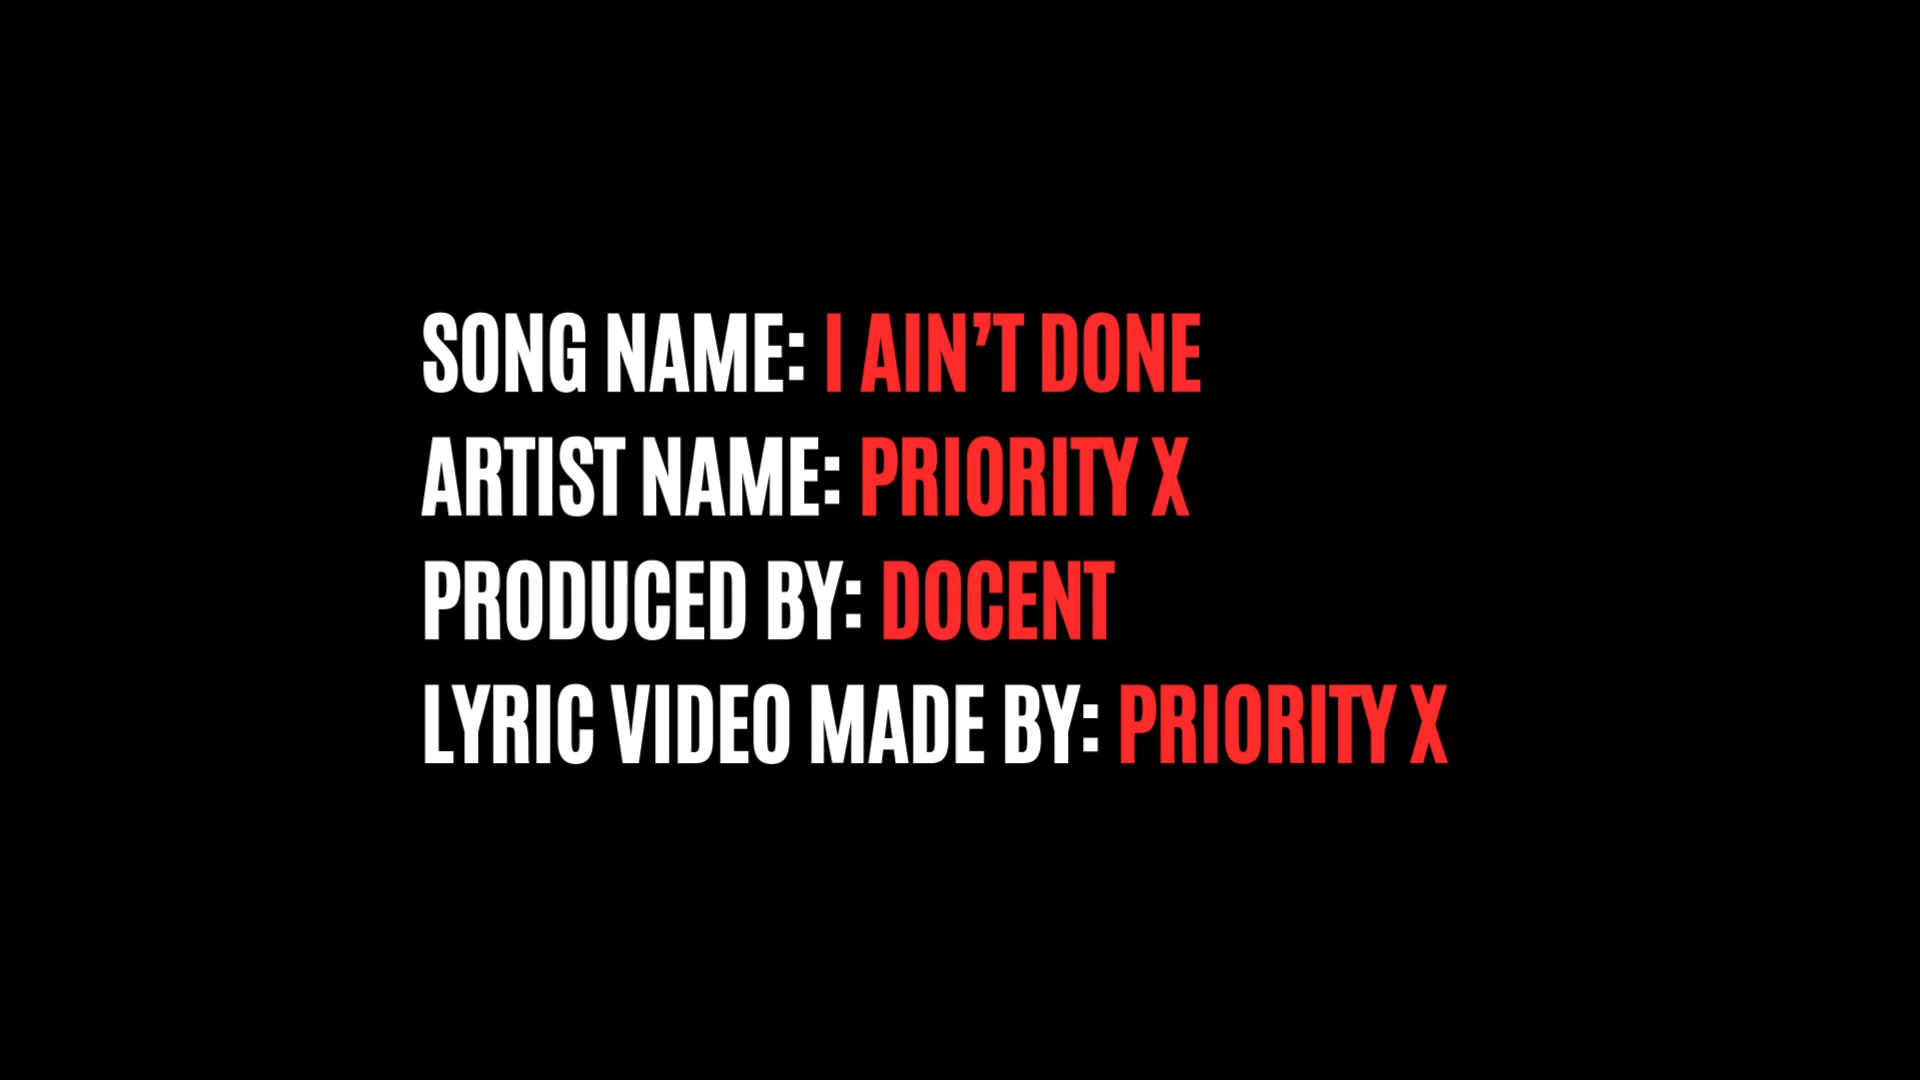 SONG NAME: I AIN’T DONE
ARTIST NAME: PRIORITY X
PRODUCED BY: DOCENT
LYRIC VIDEO MADE BY: PRIORITY X